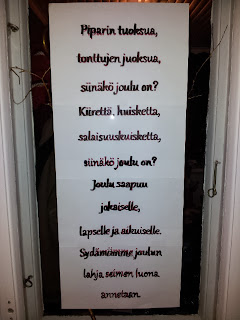 Piparin tuoksua,
tonttujen juoksua,
siinäkö joulu on?
Kiirettä, huisketta,
salaisuuskuisketta,
siinäkö joulu on?
Joulu saapuu
jokaiselle,
lapselle ja aikuiselle.
Sydämiimme joulun
lahja seimen luona
annetaan.